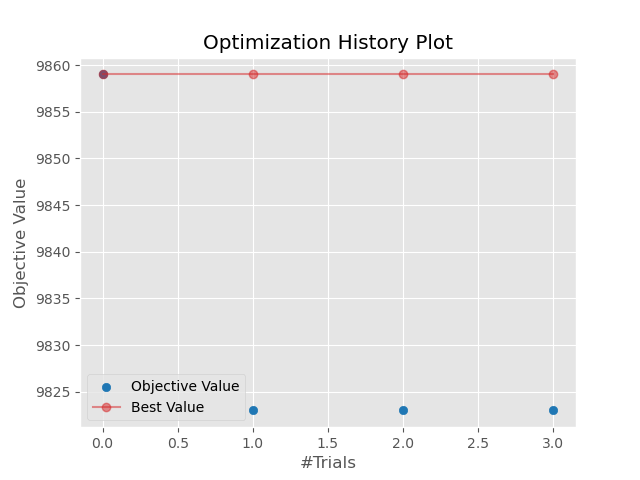 Optimization History Plot
Objective Value
9860
9855
9850
9845
9840
9835
9830
9825
Objective Value
Best Value
0.0 0.5 1.0 1.5 2.0 2.5 3.0
#Trials